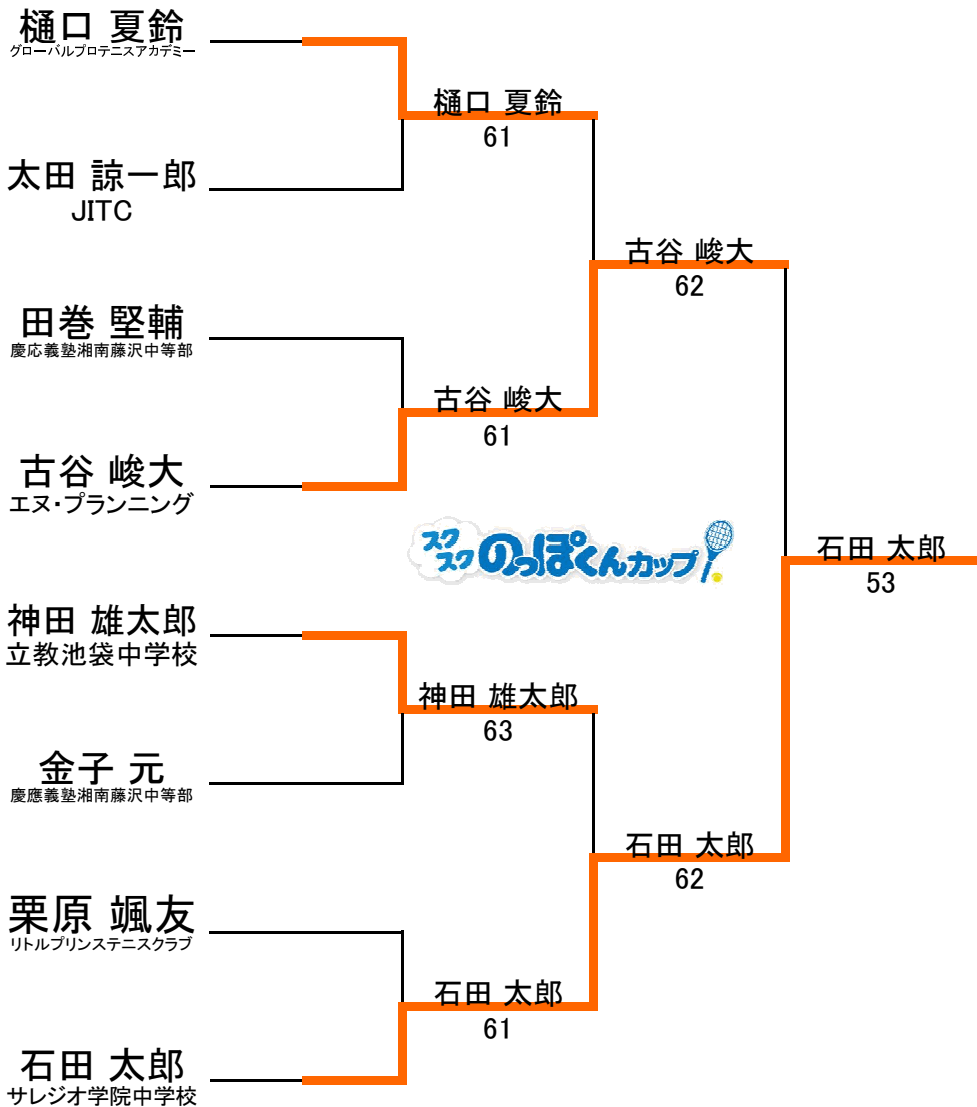 樋口 夏鈴
グローバルプロテニスアカデミー
樋口 夏鈴
61
太田 諒一郎
JITC
古谷 峻大
62
田巻 堅輔
慶応義塾湘南藤沢中等部
古谷 峻大
61
古谷 峻大
エヌ・プランニング
スク
スク
のっぽくんカップ
石田 太郎
53
神田 雄太郎
立教池袋中学校
神田 雄太郎
63
金子 元
慶應義塾湘南藤沢中等部
石田 太郎
62
栗原 颯友
リトルプリンステニスクラブ
石田 太郎
61
石田 太郎
サレジオ学院中学校